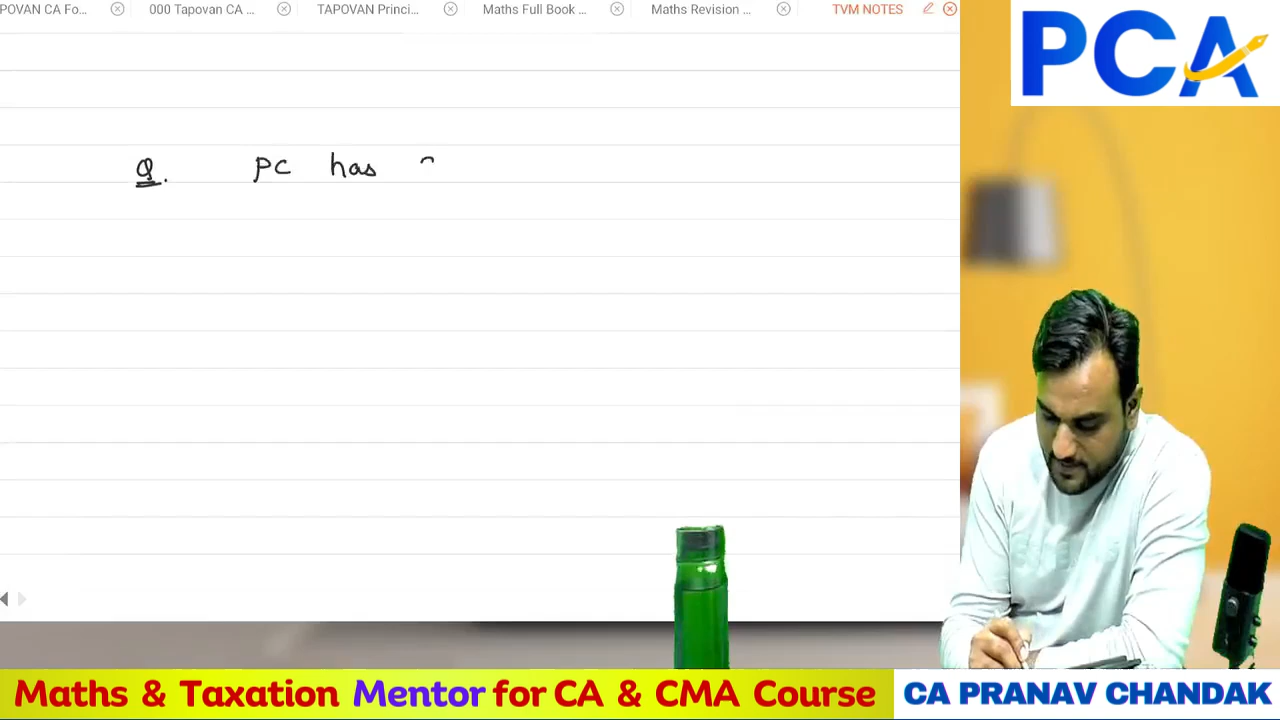 POVAN CA Fo... 000 Tapovan CA ... TAPOVAN Princi... Maths Full Book ... Maths Revision ... TVM NOTES
PCA
Q. PC has
Maths & Taxation Mentor for CA & CMA Course
CA PRANAV CHANDAK